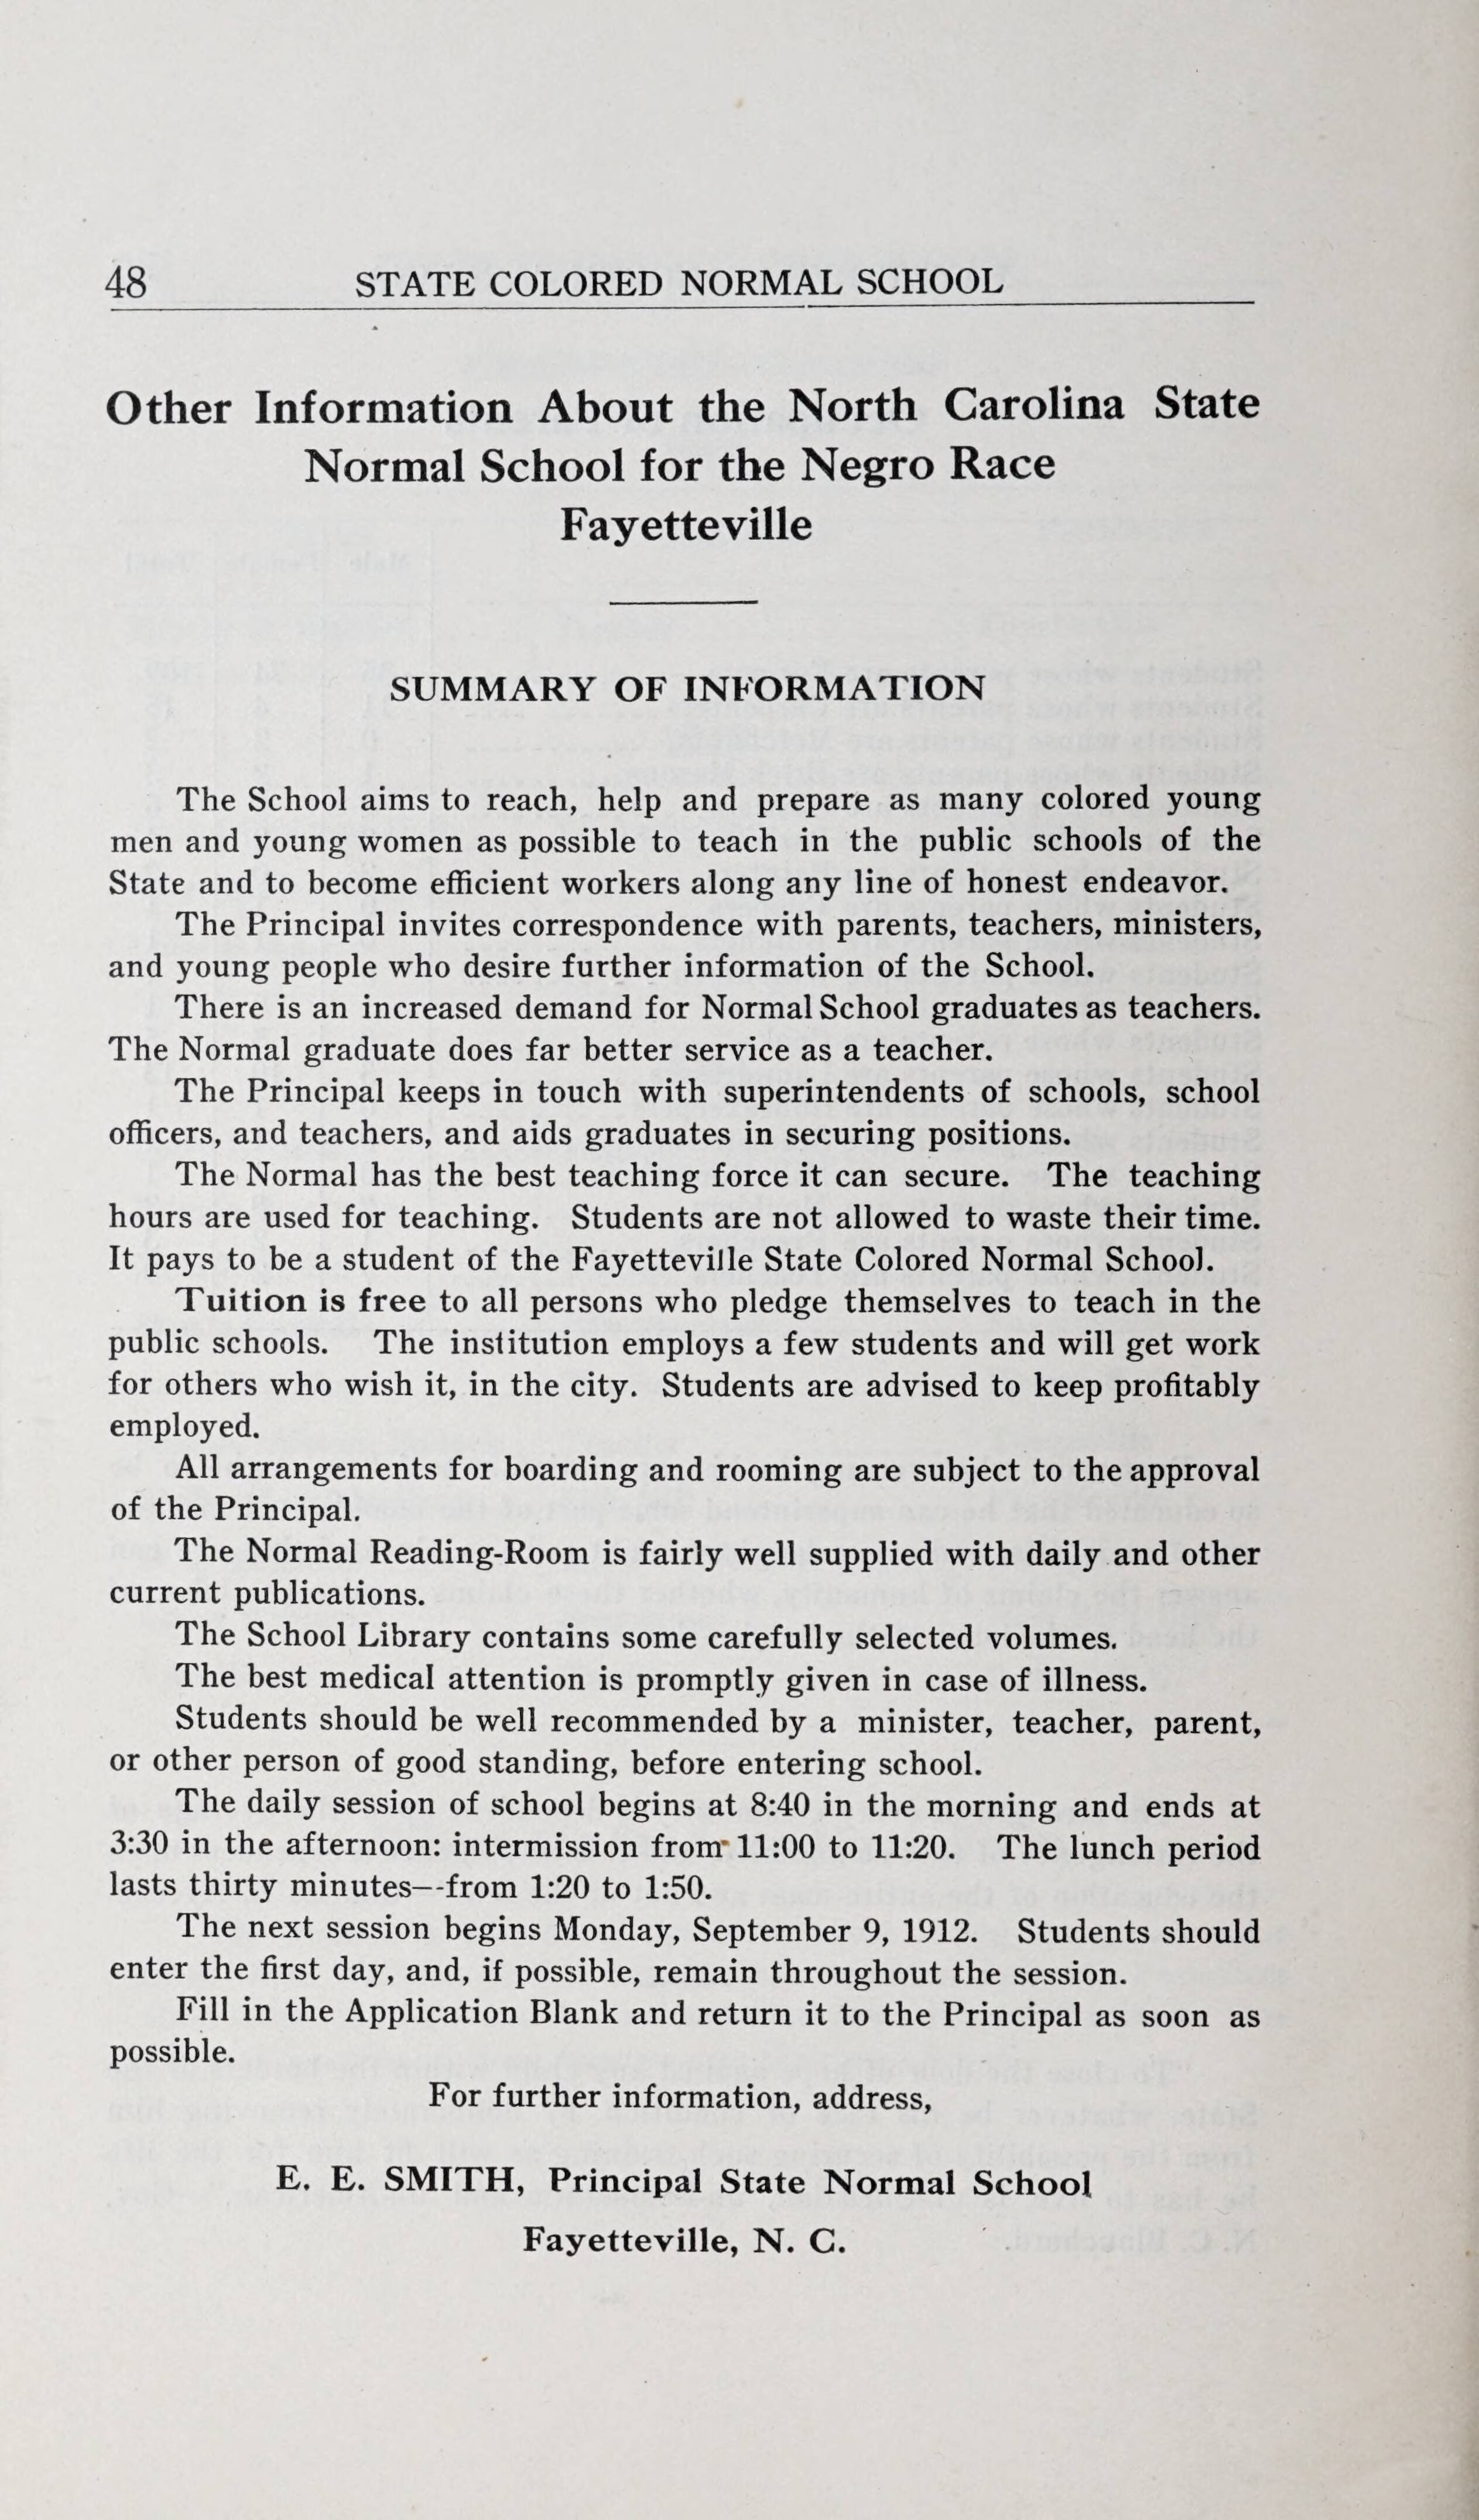 48 STATE COLORED NORMAL SCHOOL
Other Information About the North Carolina State
Normal School for the Negro Race
Fayetteville
SUMMARY OF INFORMATION
The School aims to reach, help and prepare as many colored young
men and young women as possible to teach in the public schools of the
State and to become efficient workers along any line of honest endeavor.
The Principal invites correspondence with parents, teachers, ministers,
and young people who desire further information of the School.
There is an increased demand for Normal School graduates as teachers.
The Normal graduate does far better service as a teacher.
The Principal keeps in touch with superintendents of schools, school
officers, and teachers, and aids graduates in securing positions.
The Normal has the best teaching force it can secure. The teaching
hours are used for teaching. Students are not allowed to waste their time.
It pays to be a student of the Fayetteville State Colored Normal School.
Tuition is free to all persons who pledge themselves to teach in the
public schools. The institution employs a few students and will get work
for others who wish it, in the city. Students are advised to keep profitably
employed.
All arrangements for boarding and rooming are subject to the approval
of the Principal.
The Normal Reading-Room is fairly well supplied with daily and other
current publications.
The School Library contains some carefully selected volumes.
The best medical attention is promptly given in case of illness.
Students should be well recommended by a minister, teacher, parent,
or other person of good standing, before entering school.
The daily session of school begins at 8:40 in the morning and ends at
3:30 in the afternoon: intermission from 11:00 to 11:20. The lunch period
lasts thirty minutes—-from 1:20 to 1:50.
The next session begins Monday, September 9, 1912. Students should
enter the first day, and, if possible, remain throughout the session.
Fill in the Application Blank and return it to the Principal as soon as
possible.
For further information, address,
E. E. SMITH, Principal State Normal School
Fayetteville, N. C.